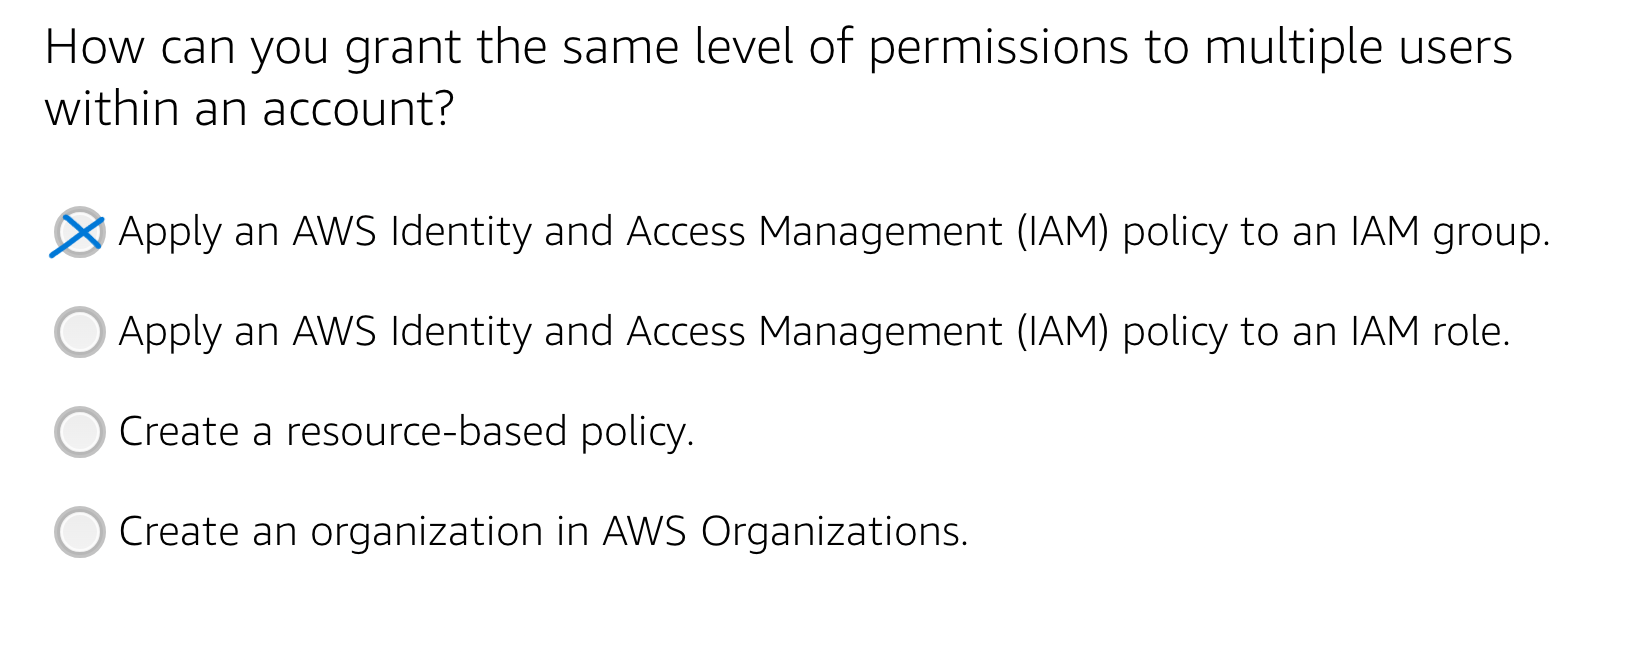 How can you grant the same level of permissions to multiple users
within an account?
Apply an AWS Identity and Access Management (IAM) policy to an IAM group.
Apply an AWS Identity and Access Management (IAM) policy to an IAM role.
Create a resource-based policy.
Create an organization in AWS Organizations.